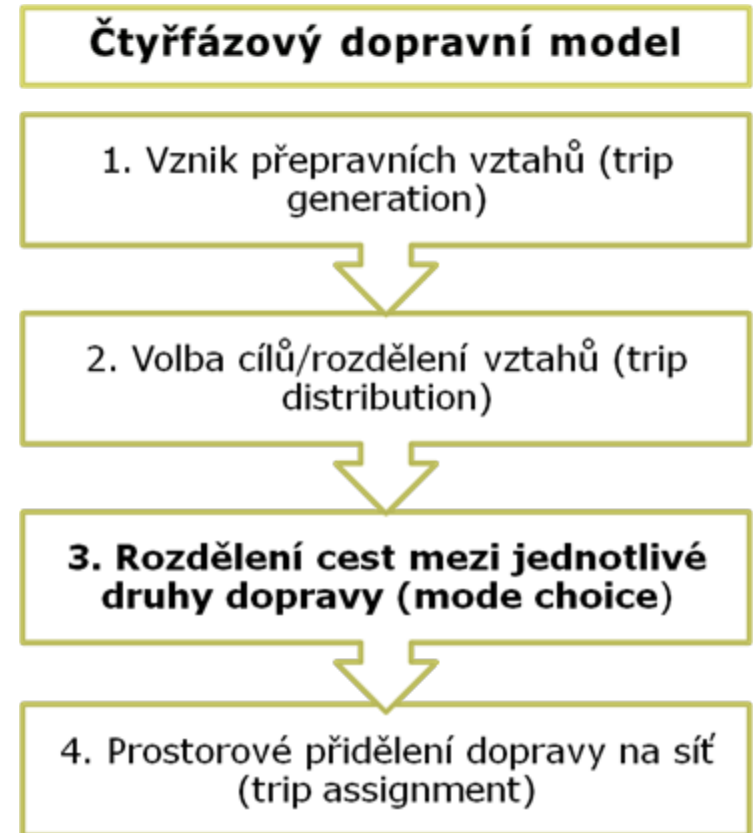 Čtyřfázový dopravní model
1. Vznik přepravních vztahů (trip
generation)
2. Volba cílů/rozdělení vztahů (trip
distribution)
3. Rozdělení cest mezi jednotlivé
druhy dopravy (mode choice)
4. Prostorové přidělení dopravy na síť
(trip assignment)